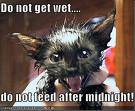 Do not get wet....
do not feed after midnight!